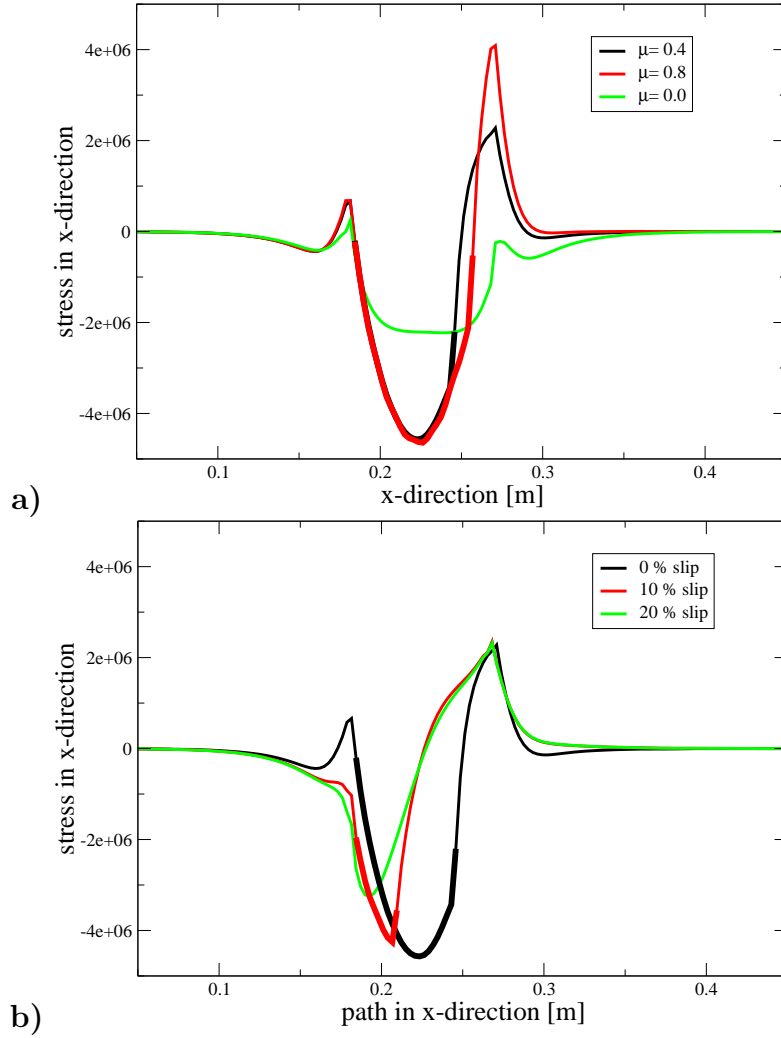 4e+06
2e+06
0
-2e+06
-4e+06
stress in x-direction
μ= 0.4
μ= 0.8
μ= 0.0
0.1 0.2 0.3 0.4
x-direction [m]
a)
4e+06
2e+06
0
-2e+06
-4e+06
stress in x-direction
0 % slip
10 % slip
20 % slip
0.1 0.2 0.3 0.4
path in x-direction [m]
b)